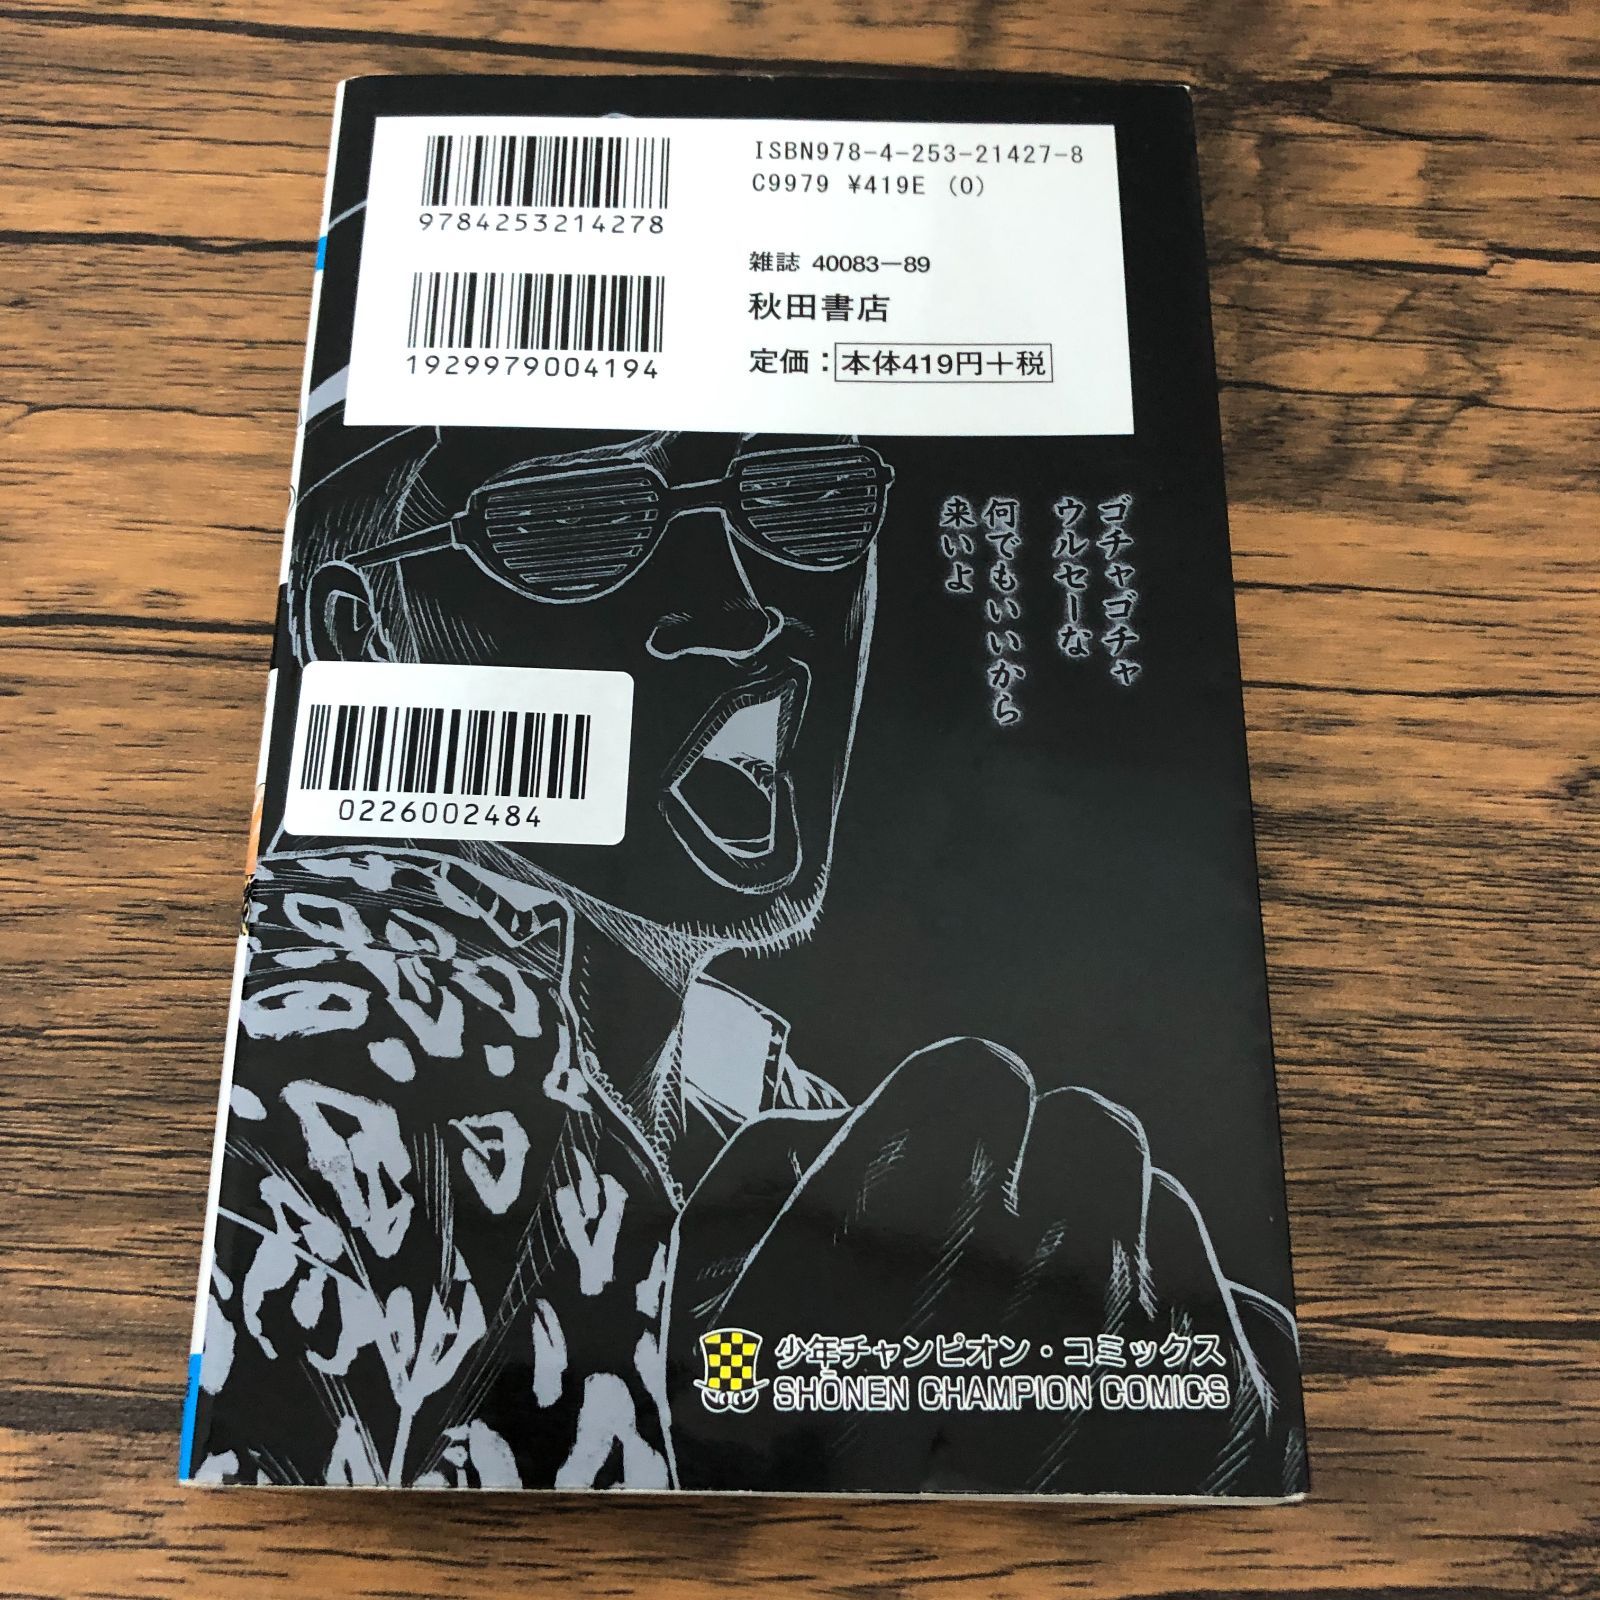 9784253214278
ISBN978-4-253-21427-8
C9979 ¥419E (0)
1929979004194
雑誌 40083-89
秋田書店
定価：本体419円+税
ゴチャゴチャ
ウルセーな
何でもいいから
来いよ
0226002484
少年チャンピオン・コミックス
SHŌNEN CHAMPION COMICS